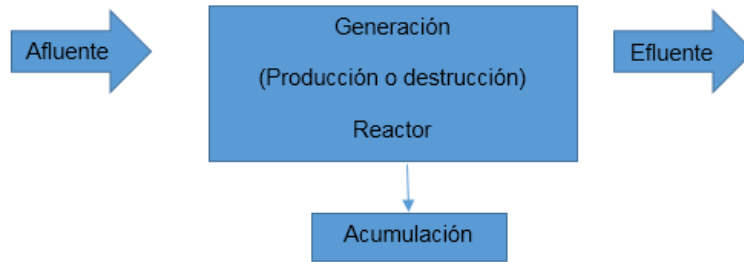 Afluente
Generación
(Producción o destrucción)
Reactor
Efluente
Acumulación